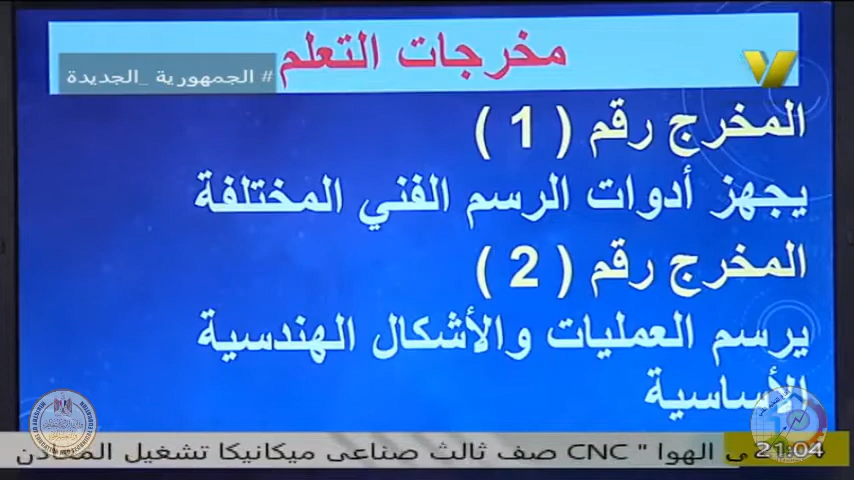 مخرجات التعلم
# الجمهورية _الجديدة
المخرج رقم ( 1 )
يجهز أدوات الرسم الفني المختلفة
المخرج رقم ( 2 )
يرسم العمليات والأشكال الهندسية
الأساسية
الهوا " CNC صف ثالث صناعى ميكانيكا تشغيل المعادن
21:04